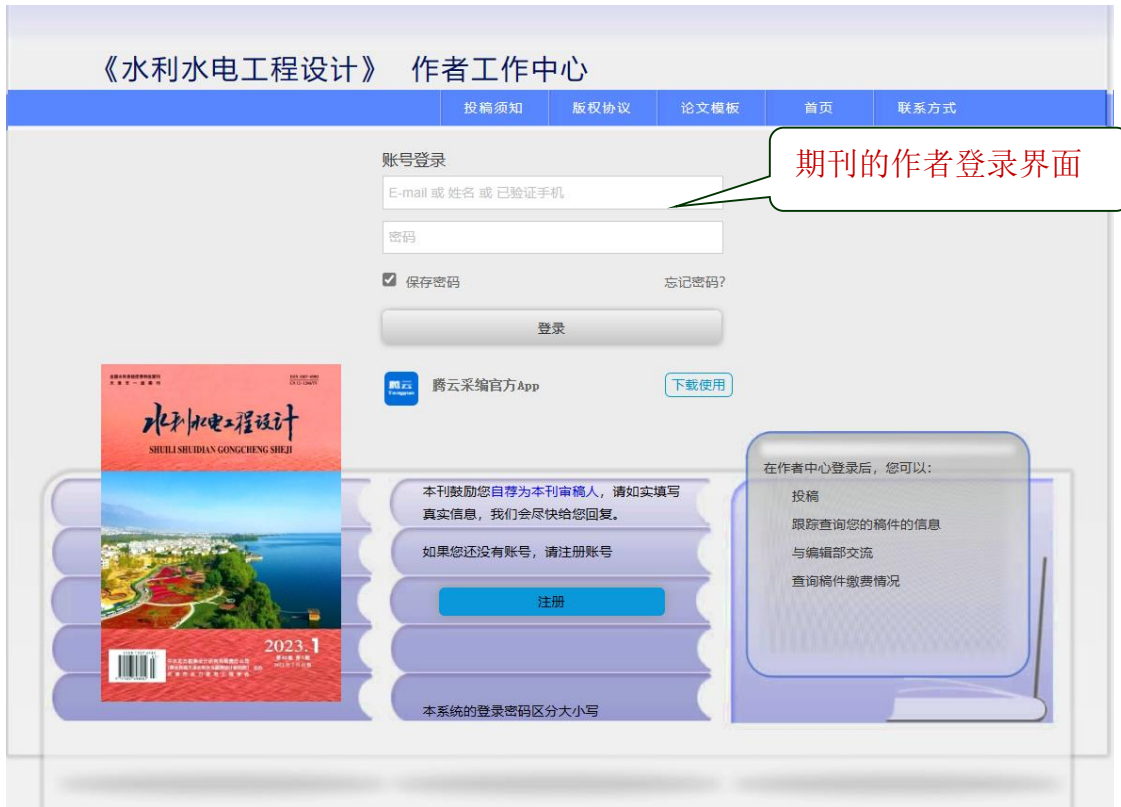 《水利水电工程设计》 作者工作中心
投稿须知 版权协议 论文模板 首页 联系方式
期刊的作者登录界面
账号登录
E-mail 或 姓名 或 已验证手机
密码
保存密码 忘记密码?
登录
腾云 腾云采编官方App 下载使用
水利水电工程设计
SHUILI SHUIDIAN GONGCHENG SHEJI
2023.1
本刊鼓励您自荐为本刊审稿人，请如实填写
真实信息，我们会尽快给您回复。
如果您还没有账号，请注册账号
注册
本系统的登录密码区分大小写
在作者中心登录后，您可以：
投稿
跟踪查询您的稿件的信息
与编辑部交流
查询稿件缴费情况